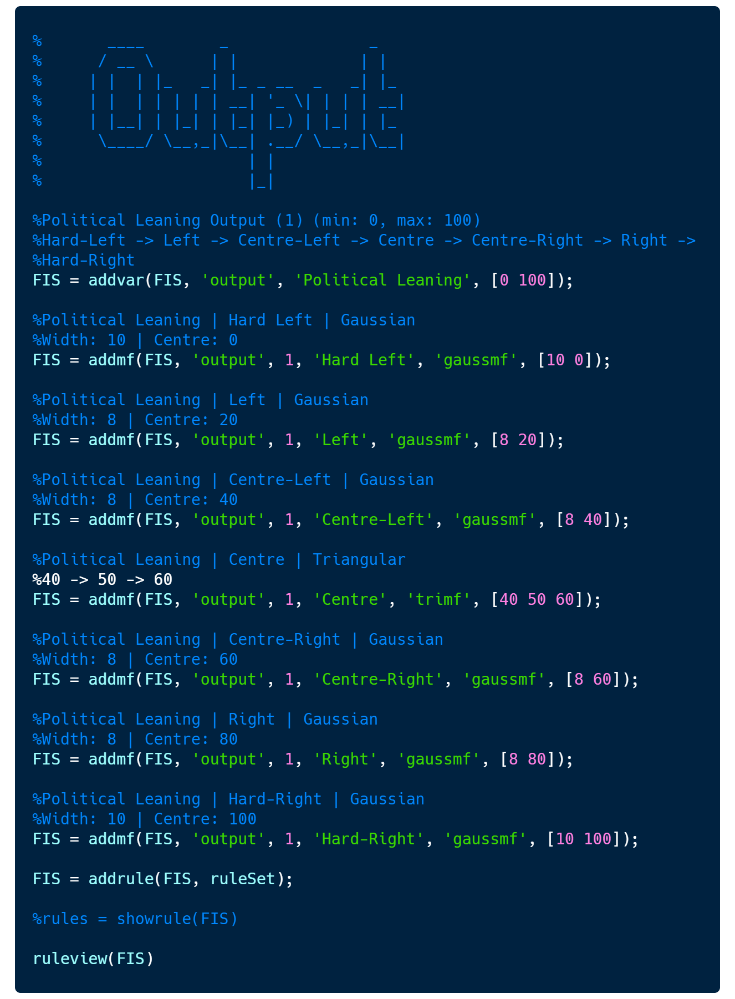 %       ____        _               _
%      / __ \      | |             | |
%     | |  | |_   _| |_ _ __  _   _| |_
%     | |  | | | | | __| '_ \| | | | __|
%     | |__| | |_| | |_| |_) | |_| | |_
%      \____/ \__,_|\__| .__/ \__,_|\__|
%                      | |
%                      |_|
%Political Leaning Output (1) (min: 0, max: 100)
%Hard-Left -> Left -> Centre-Left -> Centre -> Centre-Right -> Right ->
%Hard-Right
FIS = addvar(FIS, 'output', 'Political Leaning', [0 100]);
%Political Leaning | Hard Left | Gaussian
%Width: 10 | Centre: 0
FIS = addmf(FIS, 'output', 1, 'Hard Left', 'gaussmf', [10 0]);
%Political Leaning | Left | Gaussian
%Width: 8 | Centre: 20
FIS = addmf(FIS, 'output', 1, 'Left', 'gaussmf', [8 20]);
%Political Leaning | Centre-Left | Gaussian
%Width: 8 | Centre: 40
FIS = addmf(FIS, 'output', 1, 'Centre-Left', 'gaussmf', [8 40]);
%Political Leaning | Centre | Triangular
%40 -> 50 -> 60
FIS = addmf(FIS, 'output', 1, 'Centre', 'trimf', [40 50 60]);
%Political Leaning | Centre-Right | Gaussian
%Width: 8 | Centre: 60
FIS = addmf(FIS, 'output', 1, 'Centre-Right', 'gaussmf', [8 60]);
%Political Leaning | Right | Gaussian
%Width: 8 | Centre: 80
FIS = addmf(FIS, 'output', 1, 'Right', 'gaussmf', [8 80]);
%Political Leaning | Hard-Right | Gaussian
%Width: 10 | Centre: 100
FIS = addmf(FIS, 'output', 1, 'Hard-Right', 'gaussmf', [10 100]);
FIS = addrule(FIS, ruleSet);
%rules = showrule(FIS)
ruleview(FIS)